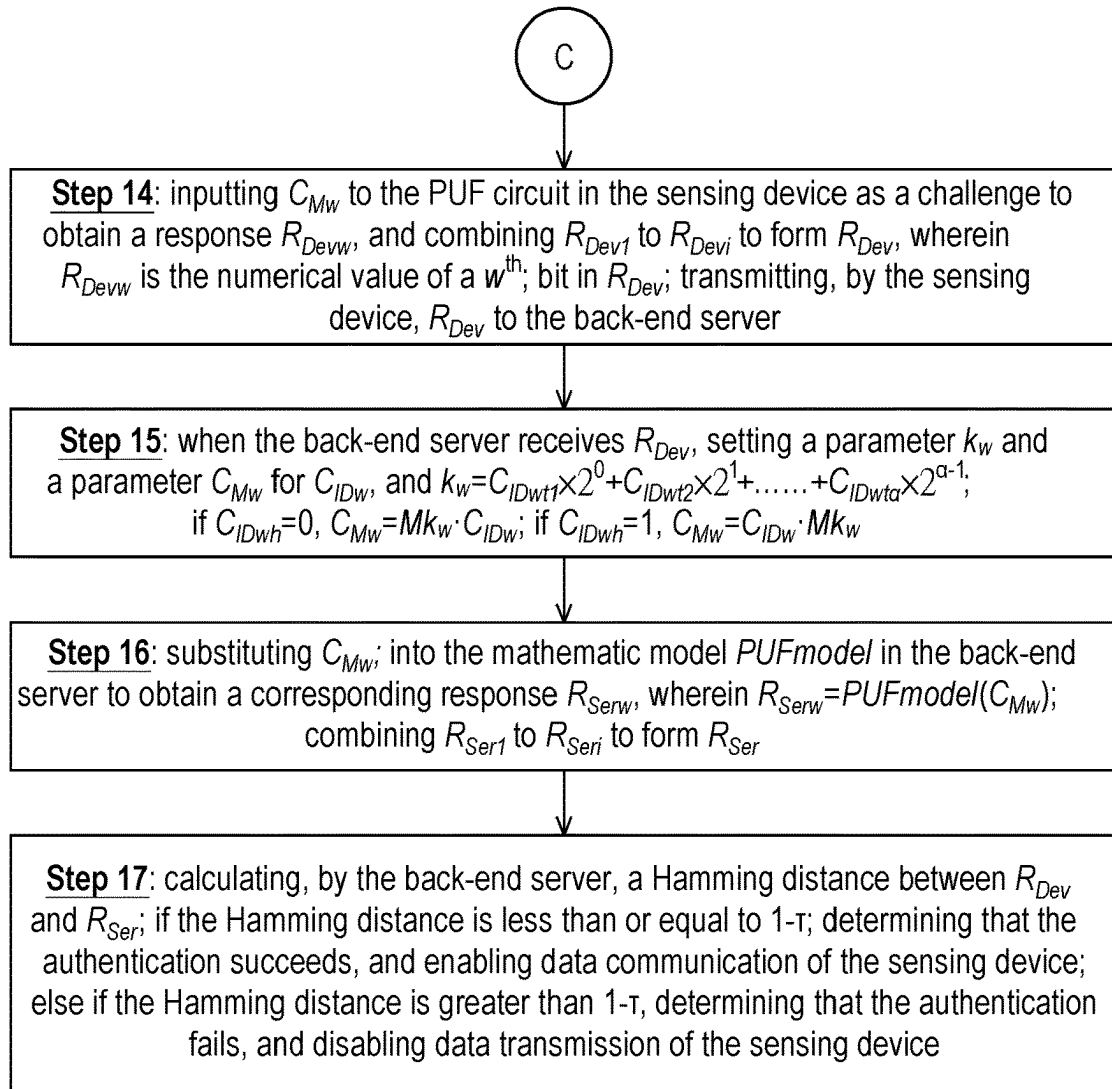 C
Step 14: inputting C_Mw to the PUF circuit in the sensing device as a challenge to
obtain a response R_Devw, and combining R_Dev1 to R_Devi to form R_Dev, wherein
R_Devw is the numerical value of a w^th; bit in R_Dev; transmitting, by the sensing
device, R_Dev to the back-end server
Step 15: when the back-end server receives R_Dev, setting a parameter k_w and
a parameter C_Mw for C_IDw, and k_w=C_IDwt1×2^0+C_IDwt2×2^1+......+C_IDwtα×2^α-1;
if C_IDwh=0, C_Mw=Mk_w·C_IDw; if C_IDwh=1, C_Mw=C_IDw·Mk_w
Step 16: substituting C_Mw; into the mathematic model PUFmodel in the back-end
server to obtain a corresponding response R_Serw, wherein R_Serw=PUFmodel(C_Mw);
combining R_Ser1 to R_Seri to form R_Ser
Step 17: calculating, by the back-end server, a Hamming distance between R_Dev
and R_Ser; if the Hamming distance is less than or equal to 1-τ; determining that the
authentication succeeds, and enabling data communication of the sensing device;
else if the Hamming distance is greater than 1-τ, determining that the authentication
fails, and disabling data transmission of the sensing device